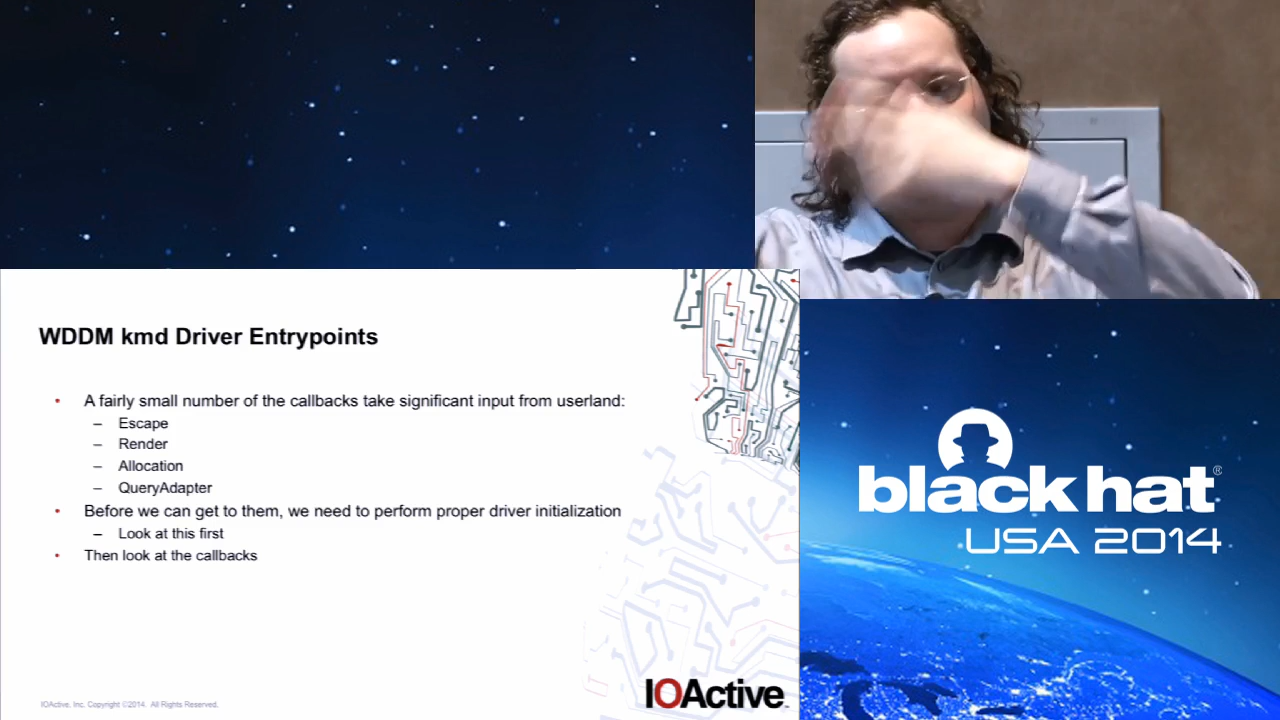 WDDM kmd Driver Entrypoints
• A fairly small number of the callbacks take significant input from userland:
– Escape
– Render
– Allocation
– QueryAdapter
• Before we can get to them, we need to perform proper driver initialization
– Look at this first
• Then look at the callbacks
IOActive, Inc. Copyright ©2014. All Rights Reserved.
IOActive
black hat®
USA 2014